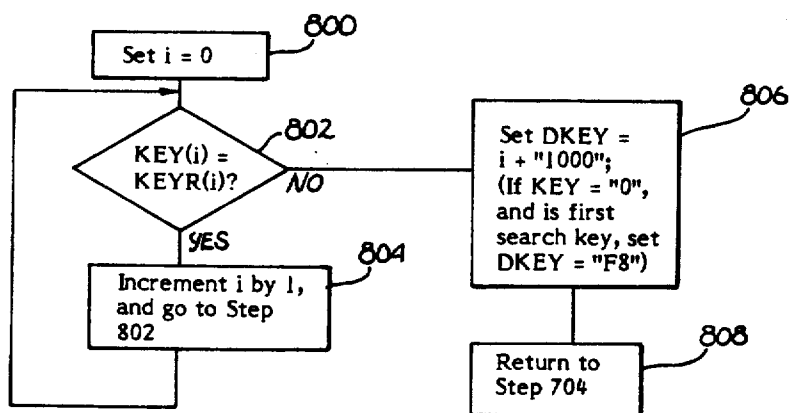 800
Set i = 0
802
KEY(i) =
KEYR(i)?
NO
YES
804
Increment i by 1,
and go to Step
802
806
Set DKEY =
i + "1000";
(If KEY = "0",
and is first
search key, set
DKEY = "F8")
808
Return to
Step 704